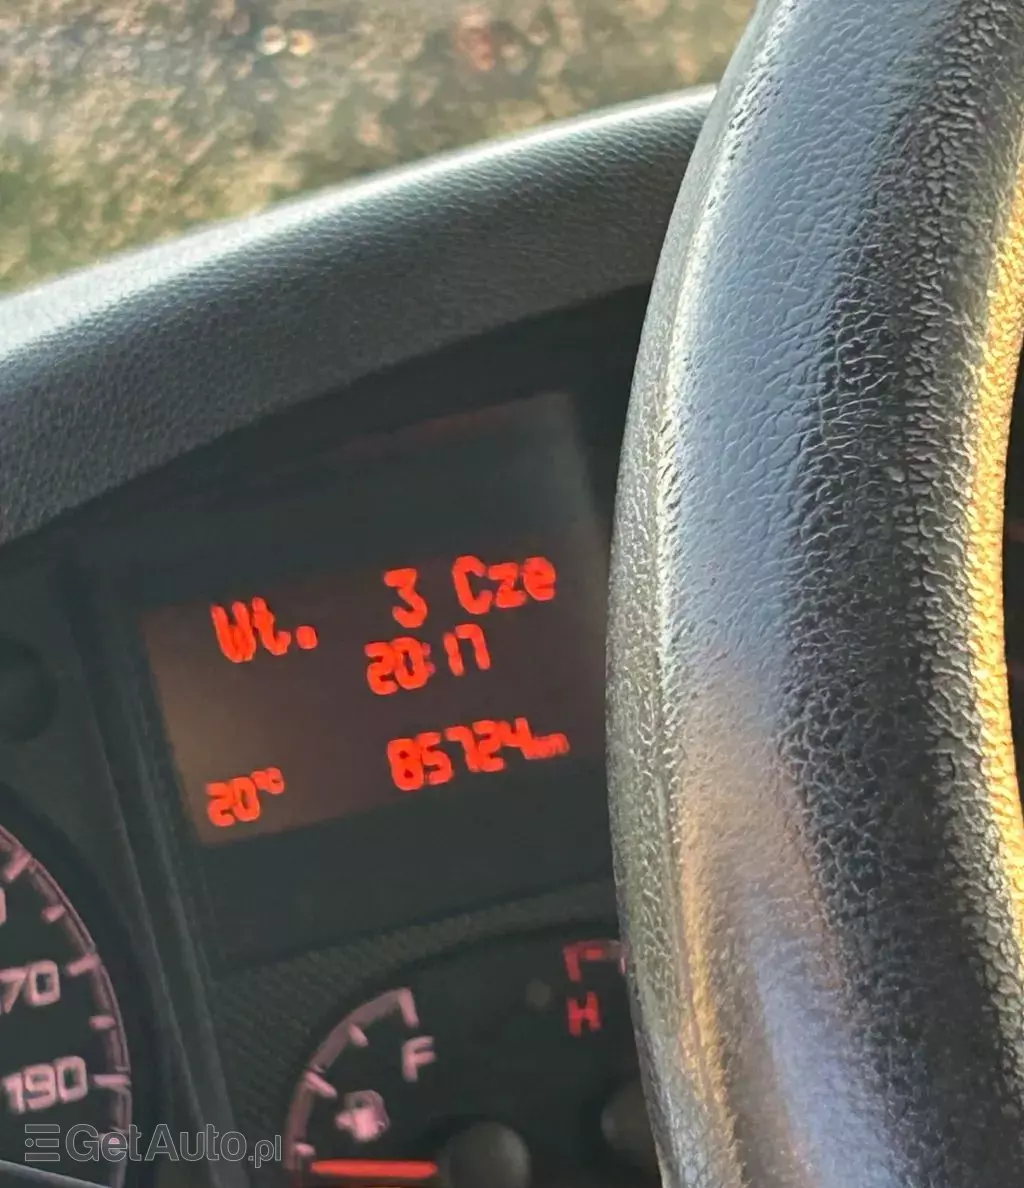 Wt. 3 Cze
20:17
20°C 85724km
170
190
F
H
GetAuto.pl